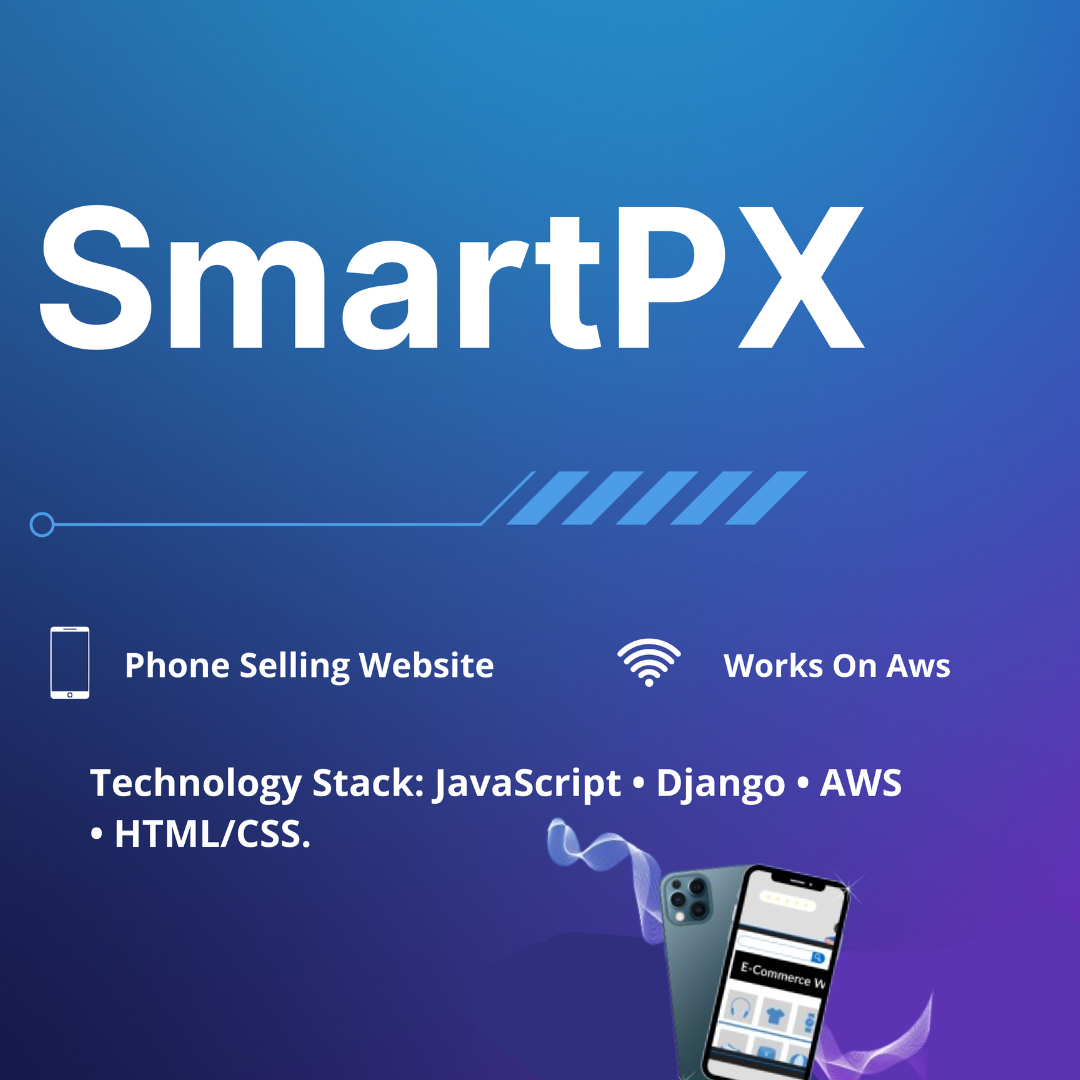 SmartPX
Phone Selling Website
Works On Aws
Technology Stack: JavaScript • Django • AWS
• HTML/CSS.
E-Commerce W